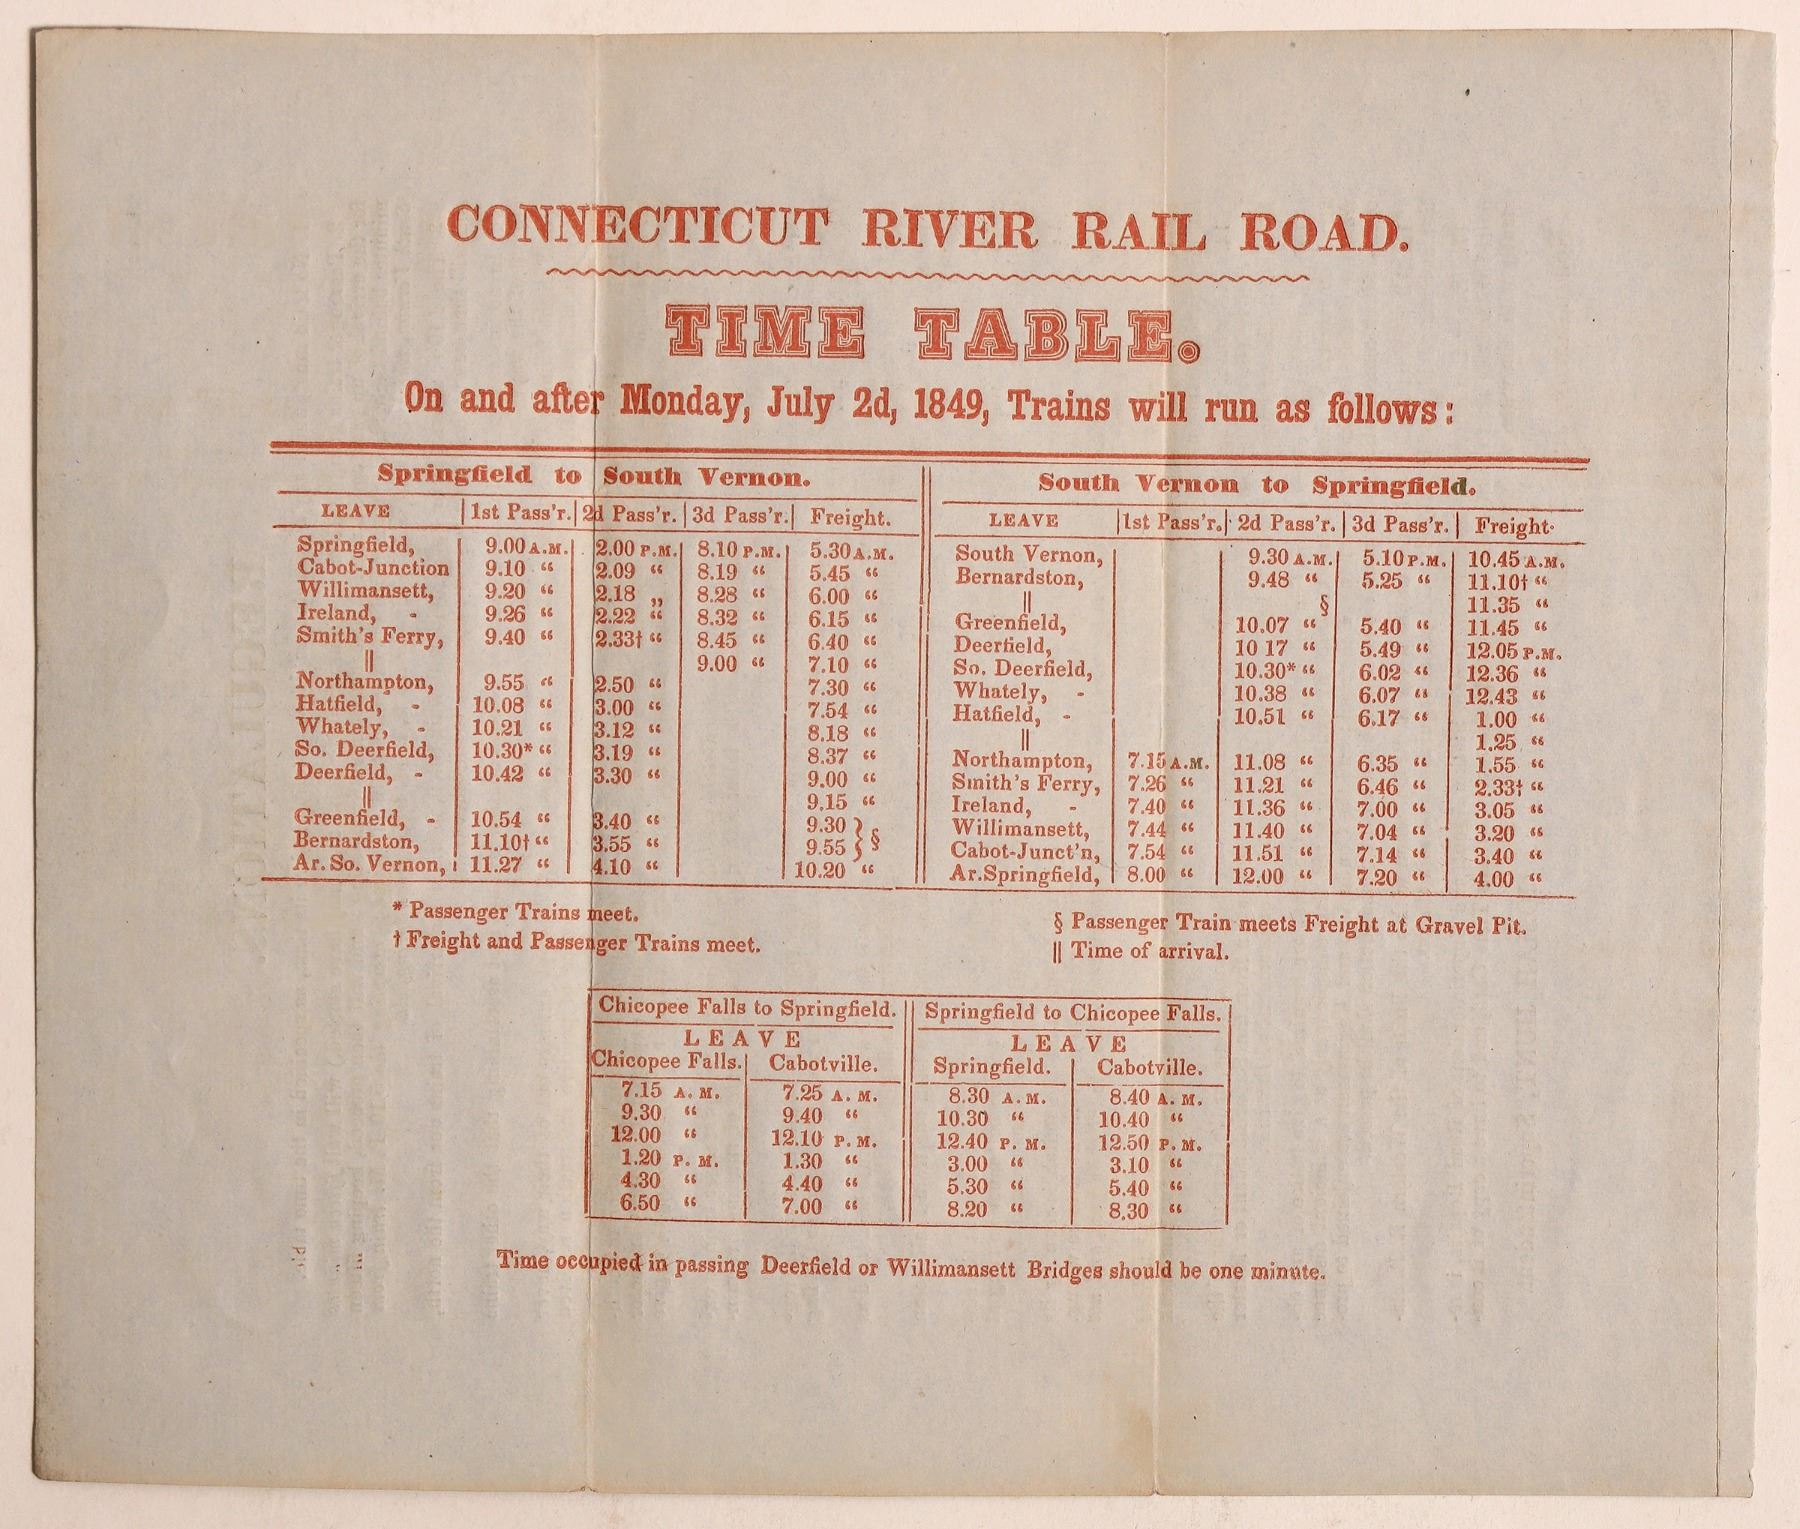 CONNECTICUT RIVER RAIL ROAD.
TIME TABLE.
On and after Monday, July 2d, 1849, Trains will run as follows:
Springfield to South Vernon.
LEAVE 1st Pass'r. 2d Pass'r. 3d Pass'r. Freight.
Springfield, 9.00 A.M. 2.00 P.M. 8.10 P.M. 5.30 A.M.
Cabot-Junction 9.10 “ 2.09 “ 8.19 “ 5.45 “
Willimansett, 9.20 “ 2.18 „ 8.28 “ 6.00 “
Ireland, - 9.26 “ 2.22 “ 8.32 “ 6.15 “
Smith's Ferry, 9.40 “ 2.33† “ 8.45 “ 6.40 “
‖ 9.00 “ 7.10 “
Northampton, 9.55 “ 2.50 “ 7.30 “
Hatfield, - 10.08 “ 3.00 “ 7.54 “
Whately, - 10.21 “ 3.12 “ 8.18 “
So. Deerfield, 10.30* “ 3.19 “ 8.37 “
Deerfield, - 10.42 “ 3.30 “ 9.00 “
‖ 9.15 “
Greenfield, - 10.54 “ 3.40 “ 9.30 } §
Bernardston, 11.10† “ 3.55 “ 9.55 }
Ar. So. Vernon, 11.27 “ 4.10 “ 10.20 “
South Vernon to Springfield.
LEAVE 1st Pass'r. 2d Pass'r. 3d Pass'r. Freight.
South Vernon, 9.30 A.M. 5.10 P.M. 10.45 A.M.
Bernardston, 9.48 “ 5.25 “ 11.10† “
‖ § 11.35 “
Greenfield, 10.07 “ 5.40 “ 11.45 “
Deerfield, 10 17 “ 5.49 “ 12.05 P.M.
So. Deerfield, 10.30* “ 6.02 “ 12.36 “
Whately, - 10.38 “ 6.07 “ 12.43 “
Hatfield, - 10.51 “ 6.17 “ 1.00 “
‖ 1.25 “
Northampton, 7.15 A.M. 11.08 “ 6.35 “ 1.55 “
Smith's Ferry, 7.26 “ 11.21 “ 6.46 “ 2.33† “
Ireland, - 7.40 “ 11.36 “ 7.00 “ 3.05 “
Willimansett, 7.44 “ 11.40 “ 7.04 “ 3.20 “
Cabot-Junct'n, 7.54 “ 11.51 “ 7.14 “ 3.40 “
Ar.Springfield, 8.00 “ 12.00 “ 7.20 “ 4.00 “
* Passenger Trains meet.
† Freight and Passenger Trains meet.
§ Passenger Train meets Freight at Gravel Pit.
‖ Time of arrival.
Chicopee Falls to Springfield.
LEAVE
Chicopee Falls. Cabotville.
7.15 A. M. 7.25 A. M.
9.30 “ 9.40 “
12.00 “ 12.10 P. M.
1.20 P. M. 1.30 “
4.30 “ 4.40 “
6.50 “ 7.00 “
Springfield to Chicopee Falls.
LEAVE
Springfield. Cabotville.
8.30 A. M. 8.40 A. M.
10.30 “ 10.40 “
12.40 P. M. 12.50 P. M.
3.00 “ 3.10 “
5.30 “ 5.40 “
8.20 “ 8.30 “
Time occupied in passing Deerfield or Willimansett Bridges should be one minute.